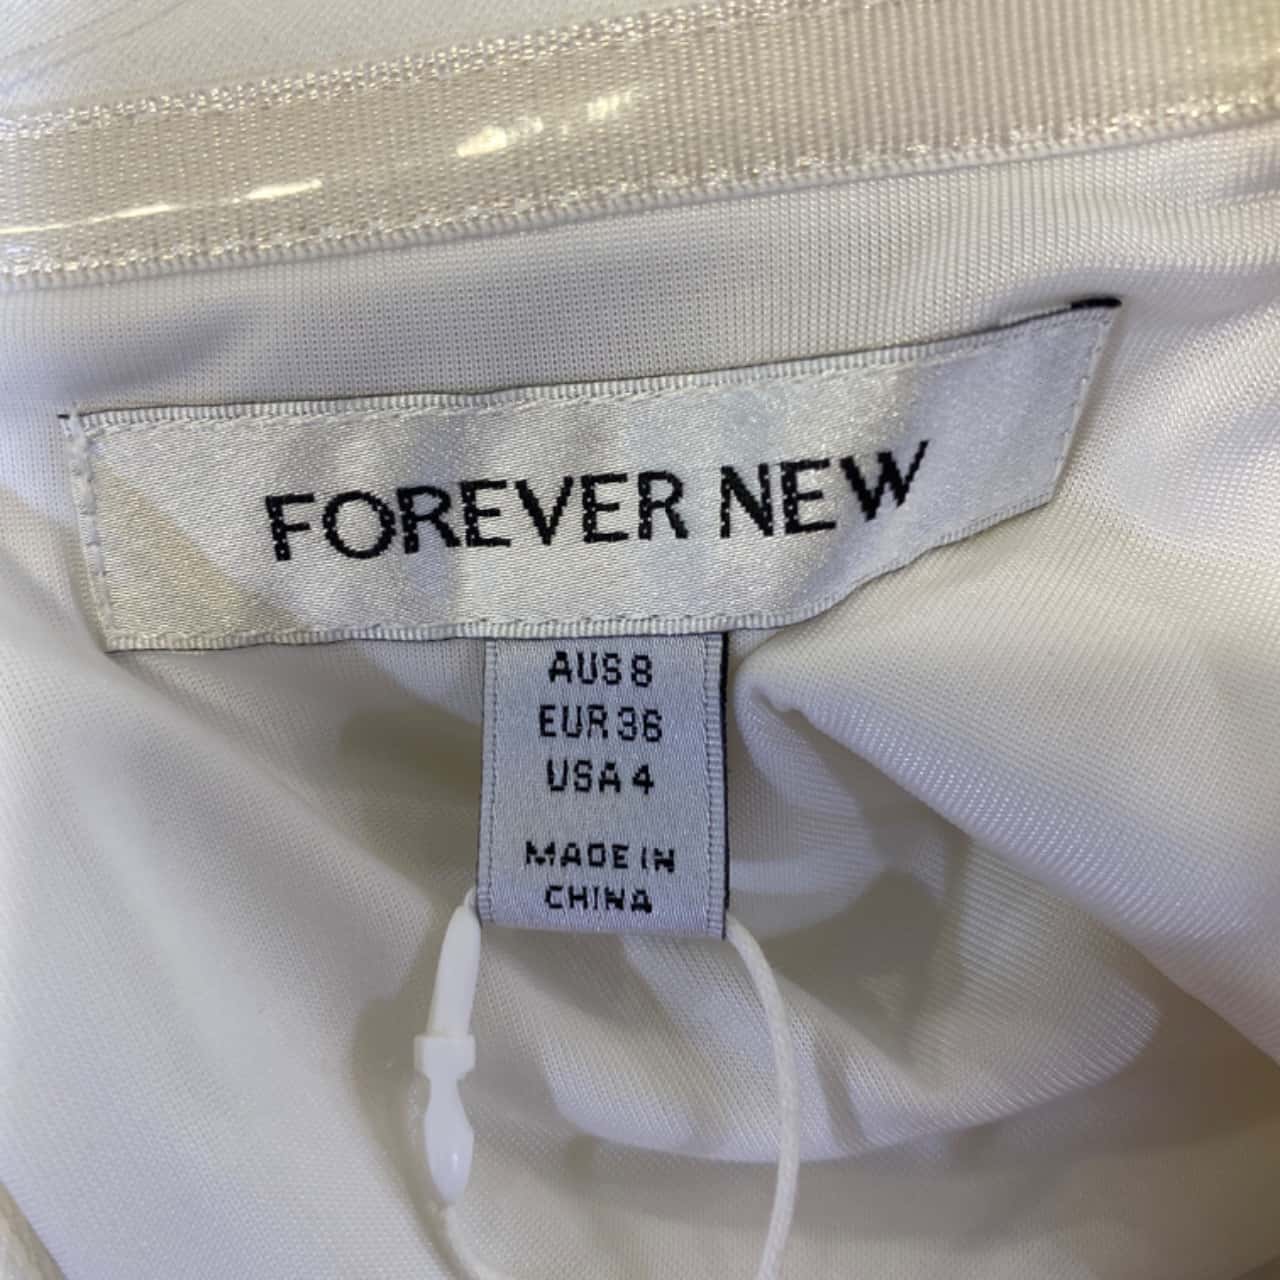 FOREVER NEW
AUS 8
EUR 36
USA 4
MADE IN
CHINA